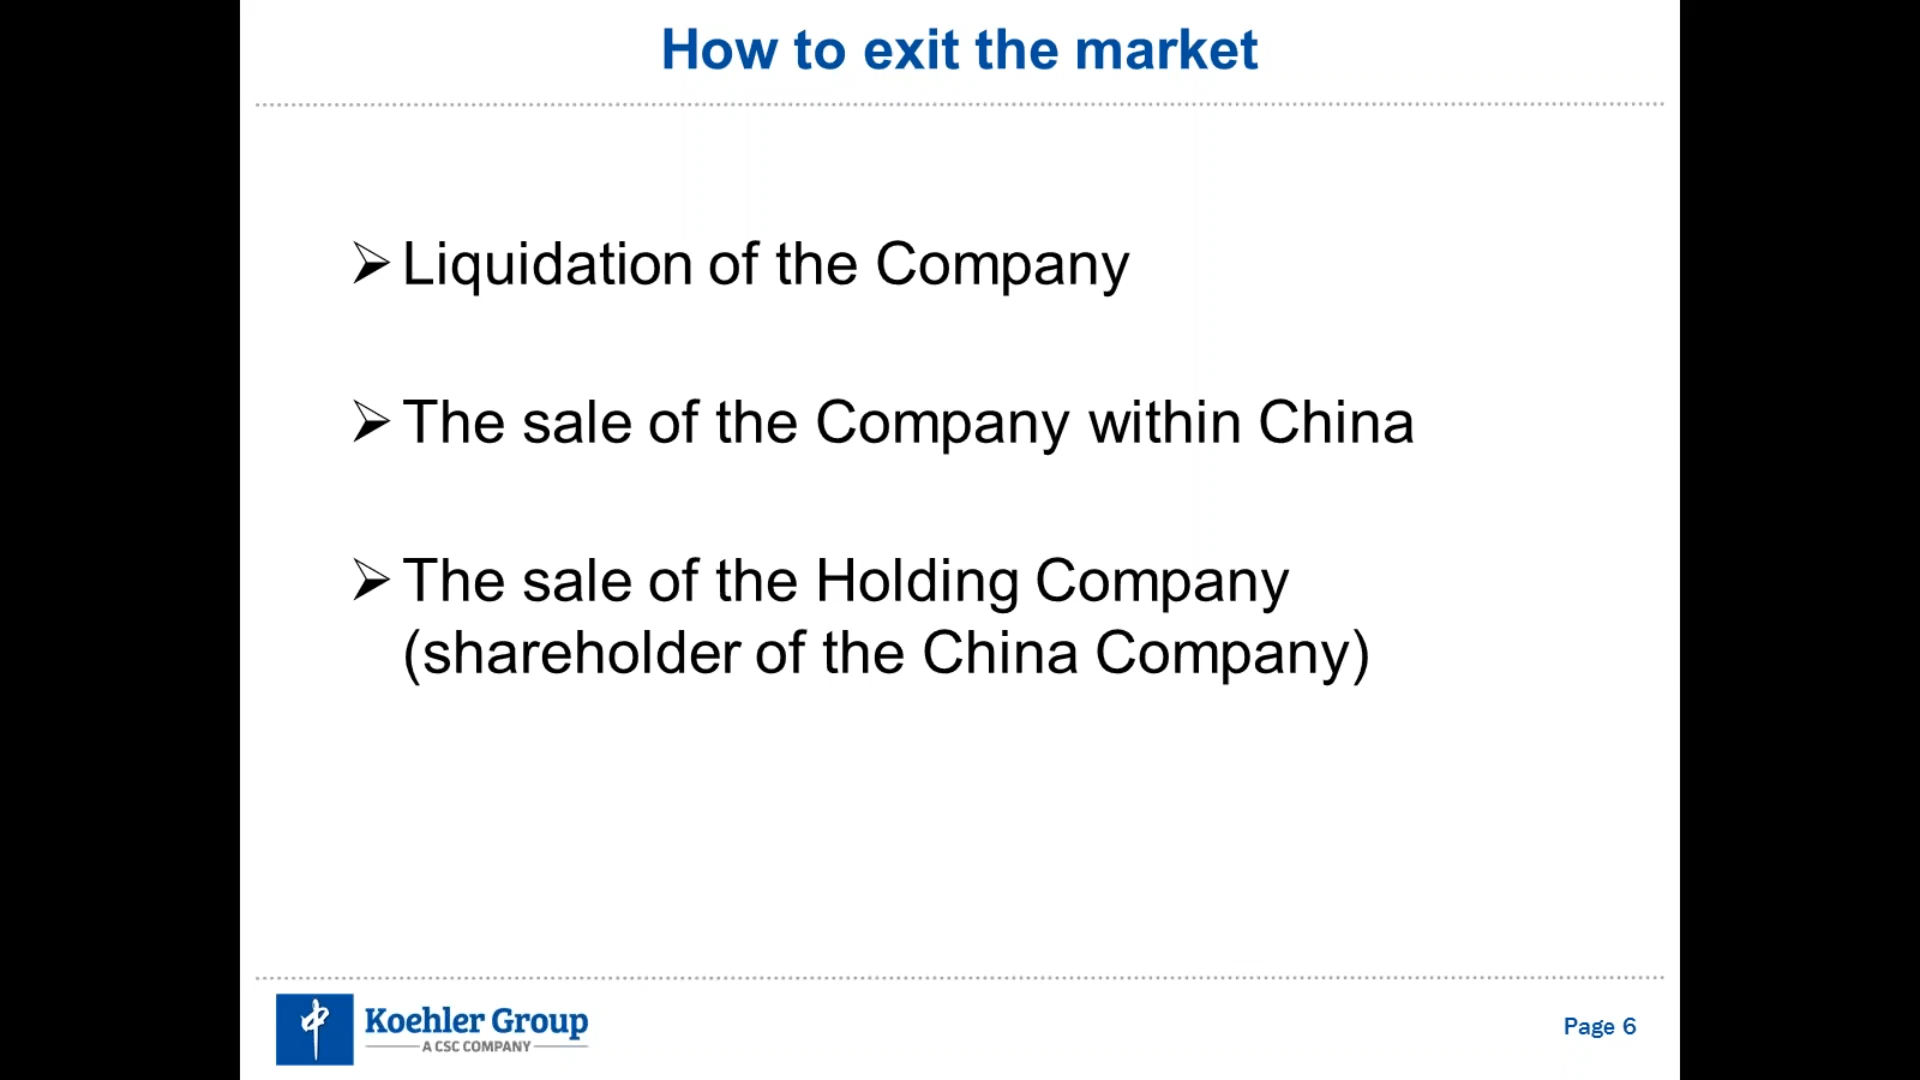 How to exit the market
➢ Liquidation of the Company
➢ The sale of the Company within China
➢ The sale of the Holding Company
(shareholder of the China Company)
Koehler Group
A CSC COMPANY
Page 6